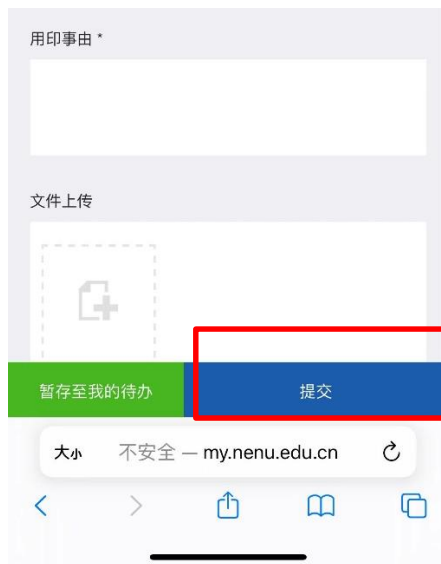 用印事由 *
文件上传
暂存至我的待办
提交
大小 不安全 — my.nenu.edu.cn